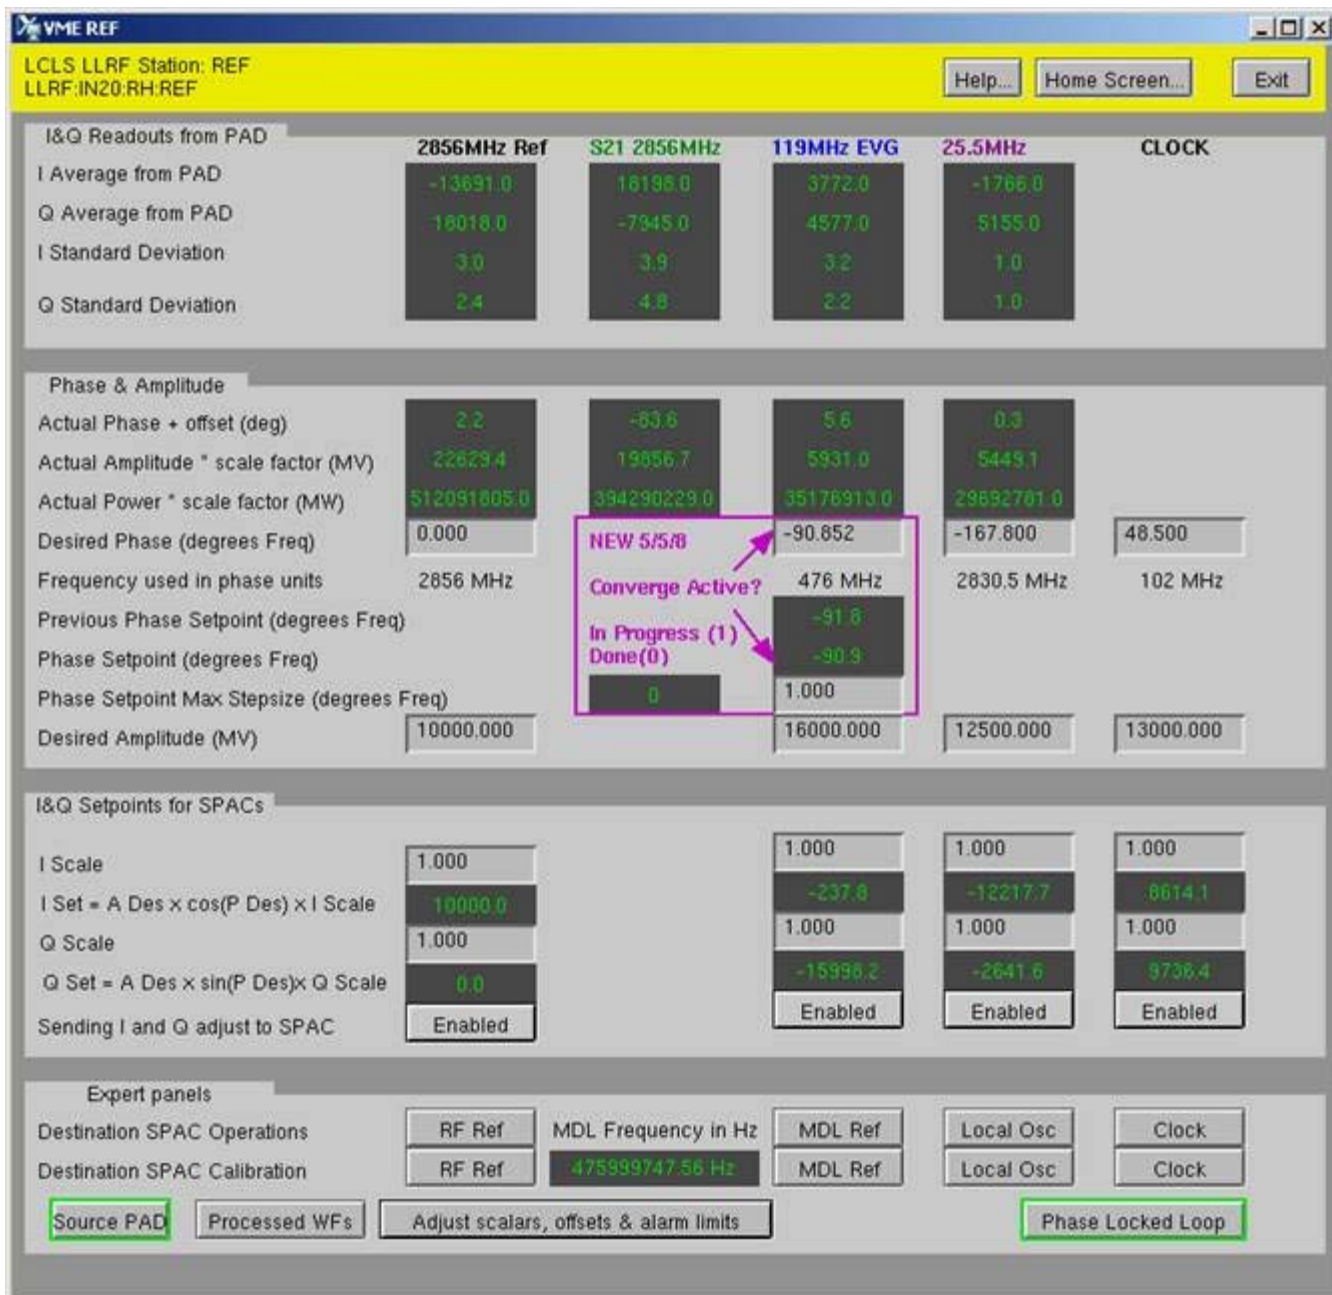 VME REF
LCLS LLRF Station: REF
LLRF:IN20:RH:REF
Help... Home Screen... Exit
I&Q Readouts from PAD
2856MHz Ref S21 2856MHz 119MHz EVG 25.5MHz CLOCK
I Average from PAD -13691.0 18198.0 3772.0 -1766.0
Q Average from PAD 18018.0 -7945.0 4577.0 5155.0
I Standard Deviation 3.0 3.9 3.2 1.0
Q Standard Deviation 2.4 4.8 2.2 1.0
Phase & Amplitude
Actual Phase + offset (deg) 2.2 -83.6 5.6 0.3
Actual Amplitude * scale factor (MV) 22629.4 19856.7 5931.0 5449.1
Actual Power * scale factor (MW) 512091805.0 394290229.0 35176913.0 29692781.0
Desired Phase (degrees Freq) 0.000 NEW 5/5/8 -90.852 -167.800 48.500
Frequency used in phase units 2856 MHz Converge Active? 476 MHz 2830.5 MHz 102 MHz
Previous Phase Setpoint (degrees Freq) In Progress (1) -91.8
Phase Setpoint (degrees Freq) Done(0) -90.9
Phase Setpoint Max Stepsize (degrees Freq) 0 1.000
Desired Amplitude (MV) 10000.000 16000.000 12500.000 13000.000
I&Q Setpoints for SPACs
I Scale 1.000 1.000 1.000 1.000
I Set = A Des x cos(P Des) x I Scale 10000.0 -237.8 -12217.7 8614.1
Q Scale 1.000 1.000 1.000 1.000
Q Set = A Des x sin(P Des)x Q Scale 0.0 -15998.2 -2641.6 9736.4
Sending I and Q adjust to SPAC Enabled Enabled Enabled Enabled
Expert panels
Destination SPAC Operations RF Ref MDL Frequency in Hz MDL Ref Local Osc Clock
Destination SPAC Calibration RF Ref 475999747.56 Hz MDL Ref Local Osc Clock
Source PAD Processed WFs Adjust scalars, offsets & alarm limits Phase Locked Loop